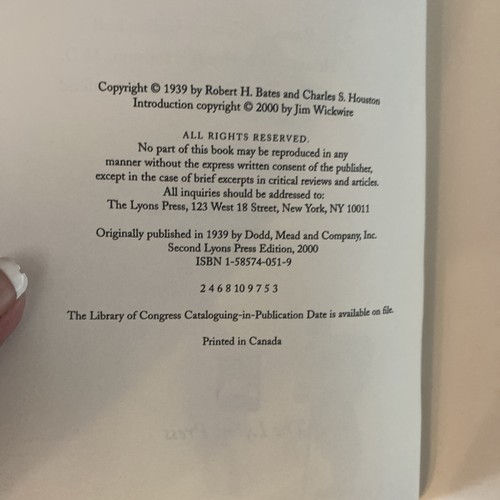 Copyright © 1939 by Robert H. Bates and Charles S. Houston
Introduction copyright © 2000 by Jim Wickwire
ALL RIGHTS RESERVED.
No part of this book may be reproduced in any
manner without the express written consent of the publisher,
except in the case of brief excerpts in critical reviews and articles.
All inquiries should be addressed to:
The Lyons Press, 123 West 18 Street, New York, NY 10011
Originally published in 1939 by Dodd, Mead and Company, Inc.
Second Lyons Press Edition, 2000
ISBN 1-58574-051-9
2 4 6 8 10 9 7 5 3
The Library of Congress Cataloguing-in-Publication Date is available on file.
Printed in Canada